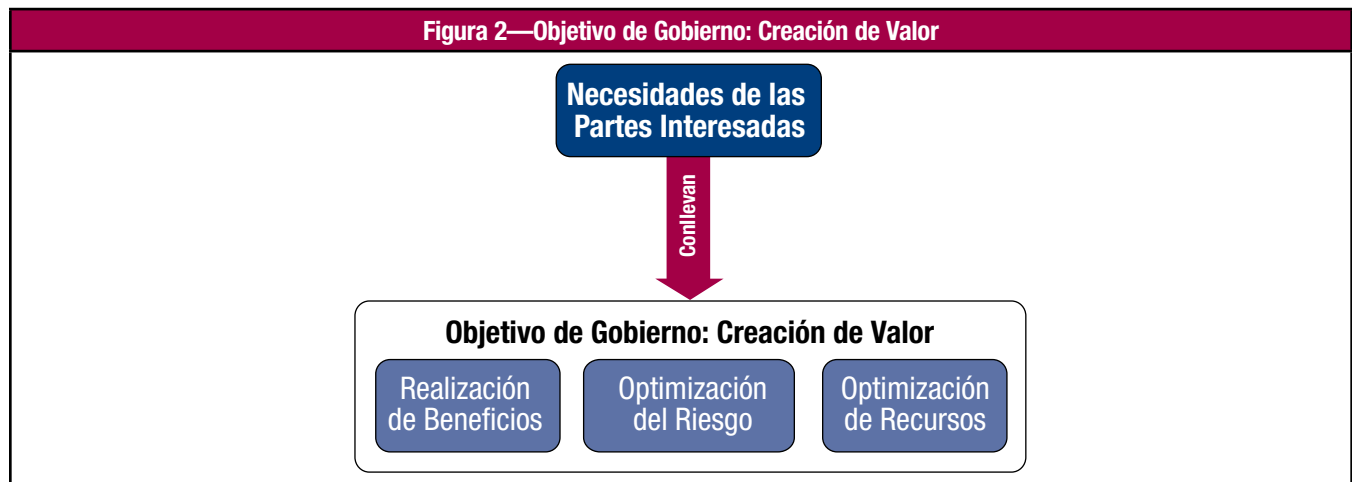 Figura 2—Objetivo de Gobierno: Creación de Valor
Necesidades de las
Partes Interesadas
Conllevan
Objetivo de Gobierno: Creación de Valor
Realización
de Beneficios
Optimización
del Riesgo
Optimización
de Recursos